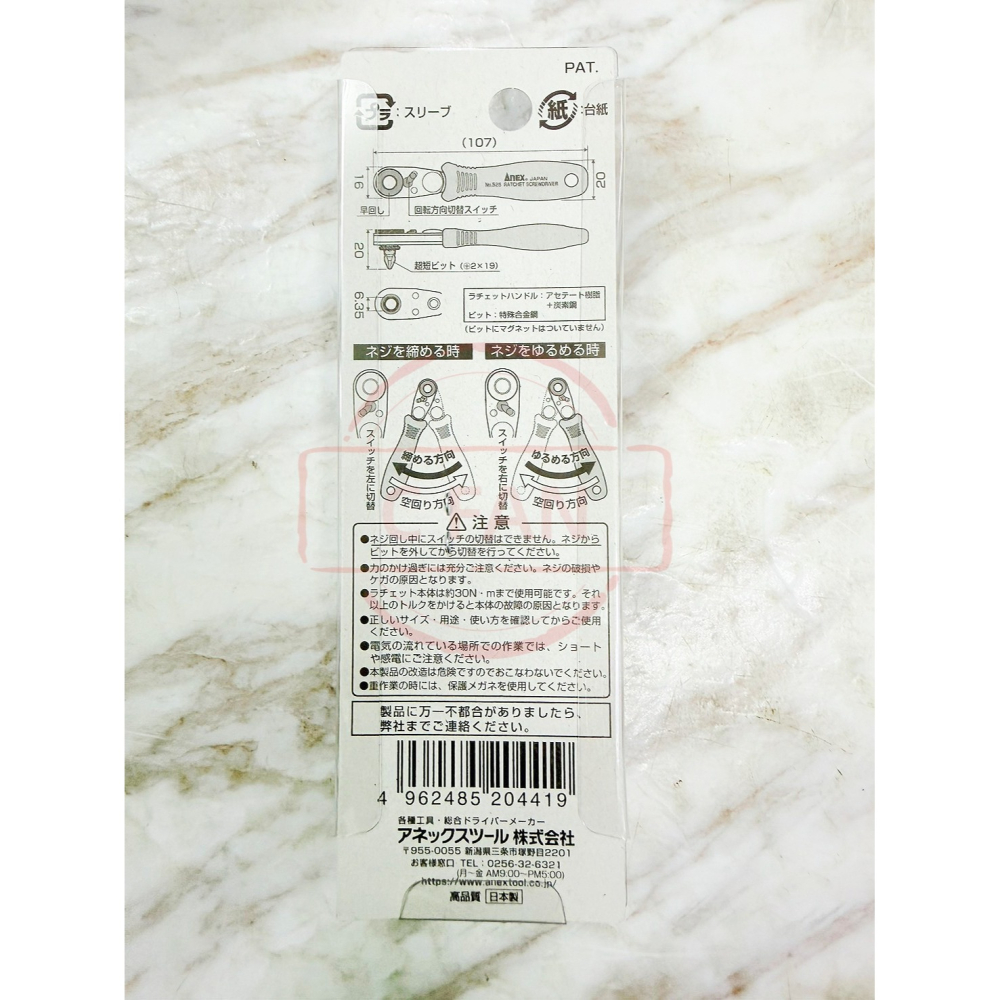 PAT.
プラ：スリーブ
紙：台紙
(107)
16
ANEX JAPAN
No.525 RATCHET SCREWDRIVER
20
早回し
回転方向切替スイッチ
20
超短ビット (⊕2×19)
6.35
ラチェットハンドル：アセテート樹脂
＋炭素鋼
ビット：特殊合金鋼
(ビットにマグネットはついていません)
ネジを締める時
ネジをゆるめる時
スイッチを左に切替
締める方向
空回り方向
スイッチを右に切替
ゆるめる方向
空回り方向
注意
●ネジ回し中にスイッチの切替はできません。ネジから
ビットを外してから切替を行ってください。
●力のかけ過ぎには充分ご注意ください。ネジの破損や
ケガの原因となります。
●ラチェット本体は約30N・mまで使用可能です。それ
以上のトルクをかけると本体の故障の原因となります。
●正しいサイズ・用途・使い方を確認してからご使用
ください。
●電気の流れている場所での作業では、ショート
や感電にご注意ください。
●本製品の改造は危険ですのでおこなわないでください。
●重作業の時には、保護メガネを使用してください。
製品に万一不都合がありましたら、
弊社までご連絡ください。
4 962485 204419
各種工具・総合ドライバーメーカー
アネックスツール 株式会社
〒955-0055 新潟県三条市塚野目2201
お客様窓口 TEL：0256-32-6321
(月～金 AM9:00～PM5:00)
https://www.anextool.co.jp/
高品質 日本製